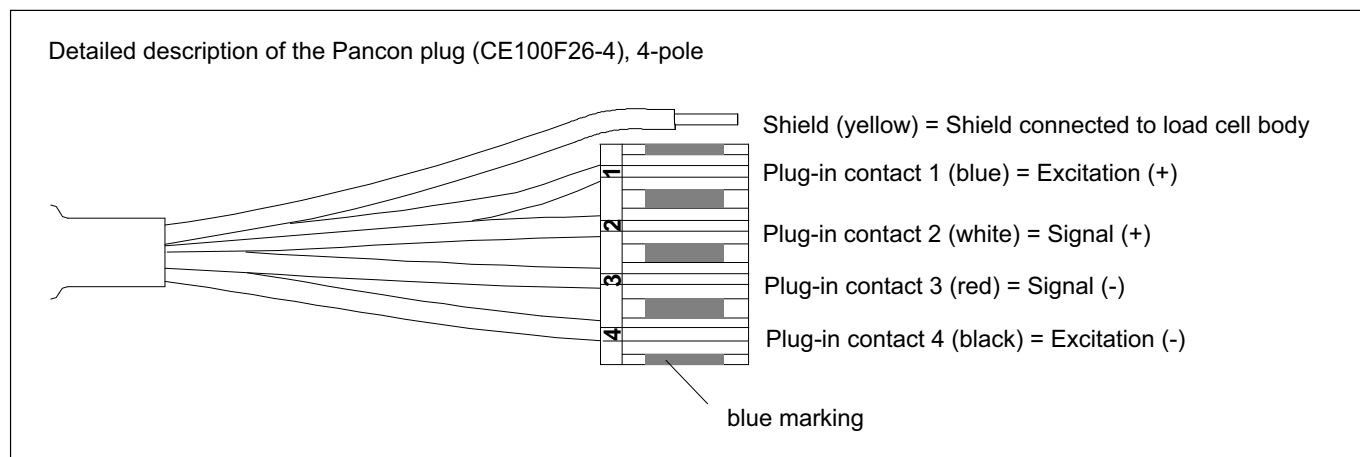 Detailed description of the Pancon plug (CE100F26-4), 4-pole
Shield (yellow) = Shield connected to load cell body
1
Plug-in contact 1 (blue) = Excitation (+)
2
Plug-in contact 2 (white) = Signal (+)
3
Plug-in contact 3 (red) = Signal (-)
4
Plug-in contact 4 (black) = Excitation (-)
blue marking